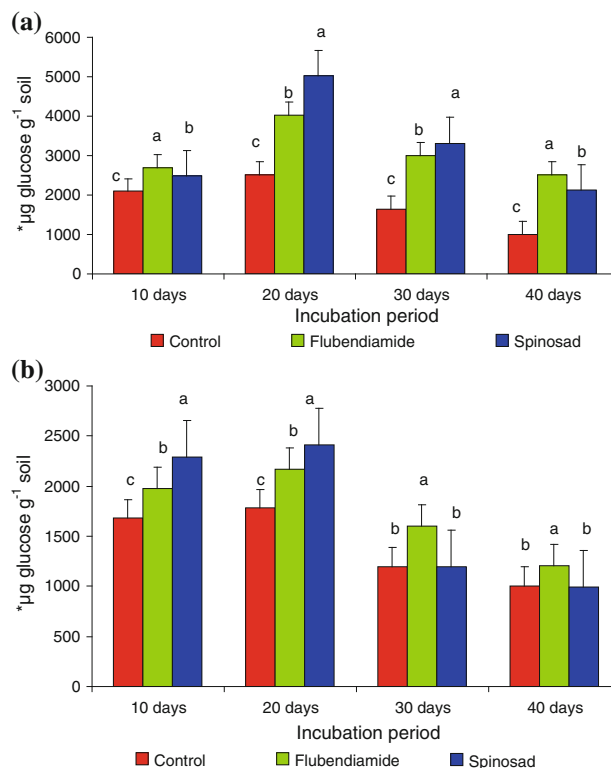 (a)
6000
a
5000
b
4000
a
b
a
b
3000
a
c
b
c
c
2000
c
1000
0
*µg glucose g-1 soil
10 days 20 days 30 days 40 days
Incubation period
Control Flubendiamide Spinosad
(b)
3000
a
a
2500
b
b
c
c
a
2000
b
b
a
b
b
1500
1000
500
0
*µg glucose g-1 soil
10 days 20 days 30 days 40 days
Incubation period
Control Flubendiamide Spinosad